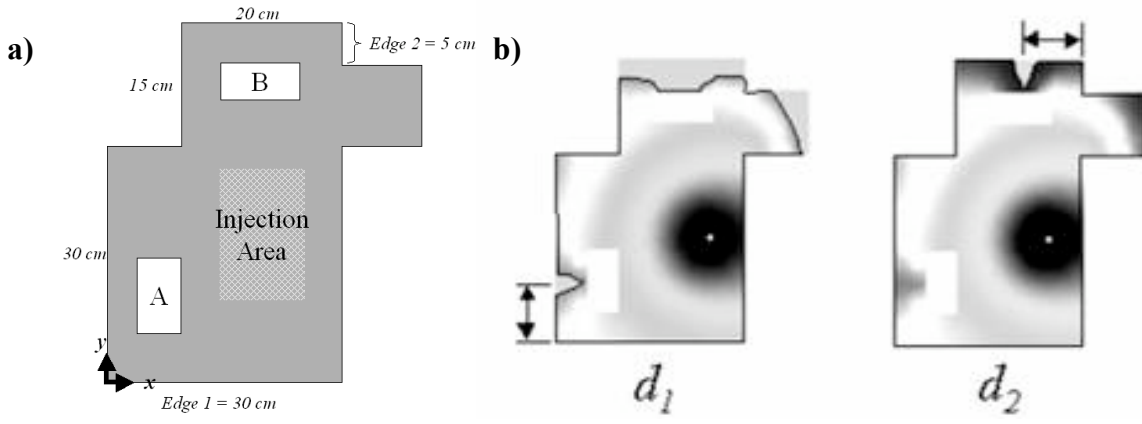 a)
20 cm
Edge 2 = 5 cm
15 cm
B
Injection
Area
30 cm
A
y
x
Edge 1 = 30 cm
b)
d1
d2